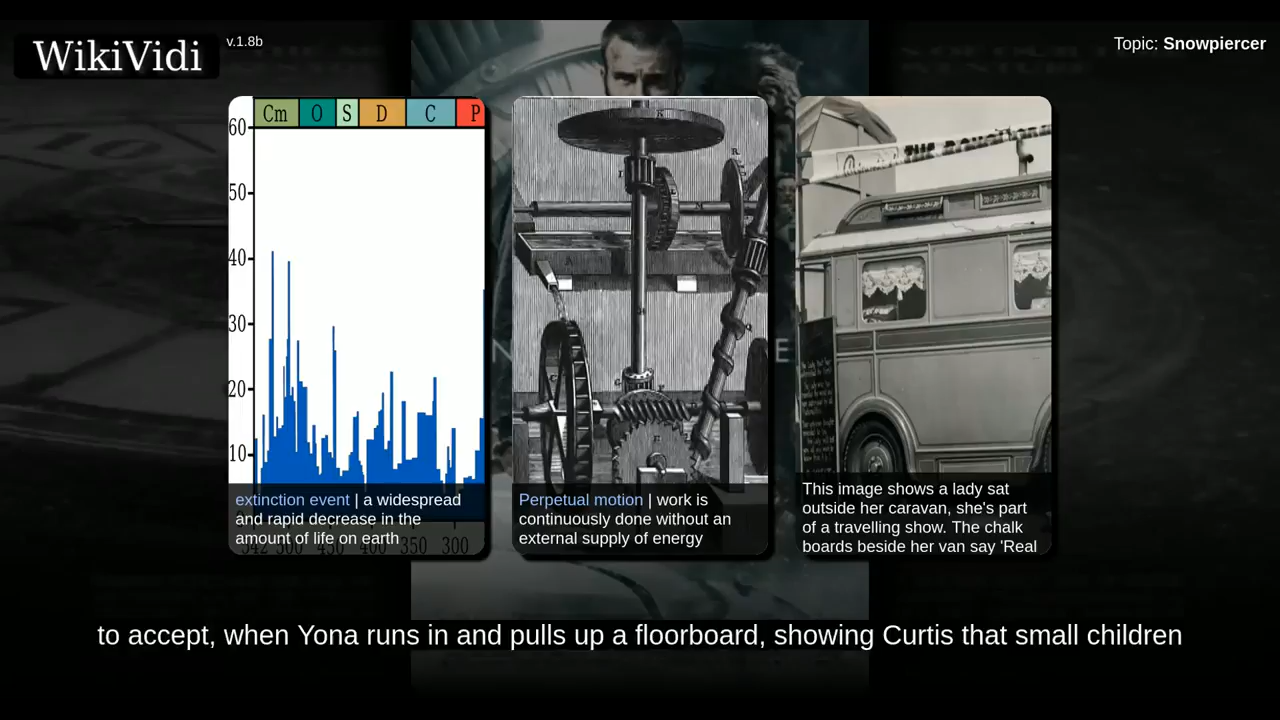 WikiVidi
v.1.8b
Topic: Snowpiercer
Cm O S D C P
60
50
40
30
20
10
extinction event | a widespread
and rapid decrease in the
amount of life on earth
Perpetual motion | work is
continuously done without an
external supply of energy
This image shows a lady sat
outside her caravan, she's part
of a travelling show. The chalk
boards beside her van say 'Real
to accept, when Yona runs in and pulls up a floorboard, showing Curtis that small children